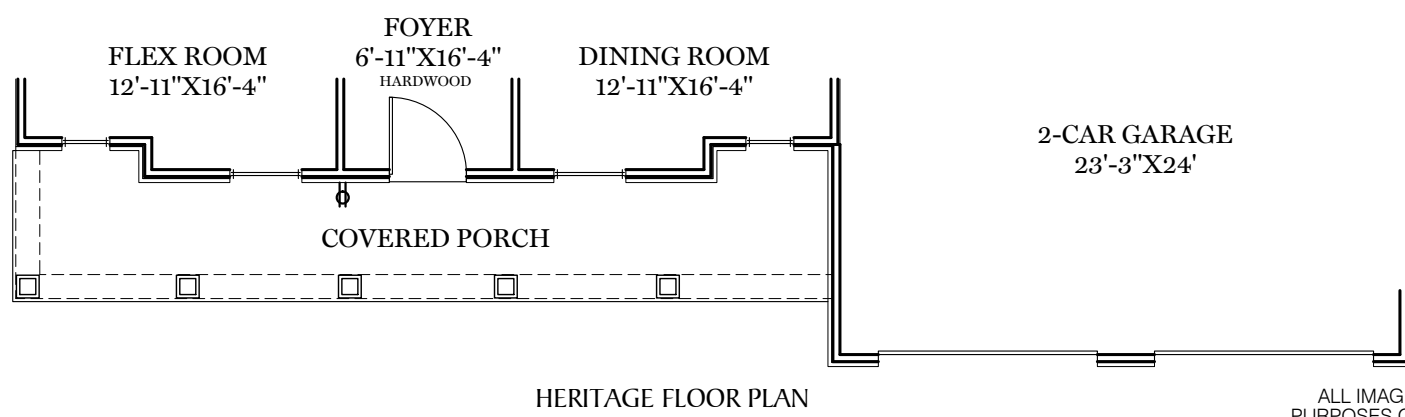 FLEX ROOM
12'-11"X16'-4"
FOYER
6'-11"X16'-4"
HARDWOOD
DINING ROOM
12'-11"X16'-4"
2-CAR GARAGE
23'-3"X24'
COVERED PORCH
HERITAGE FLOOR PLAN
ALL IMAG
PURPOSES